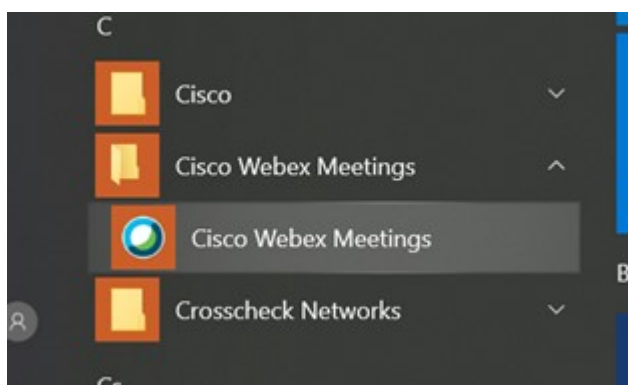 C
Cisco
Cisco Webex Meetings
Cisco Webex Meetings
B
Crosscheck Networks